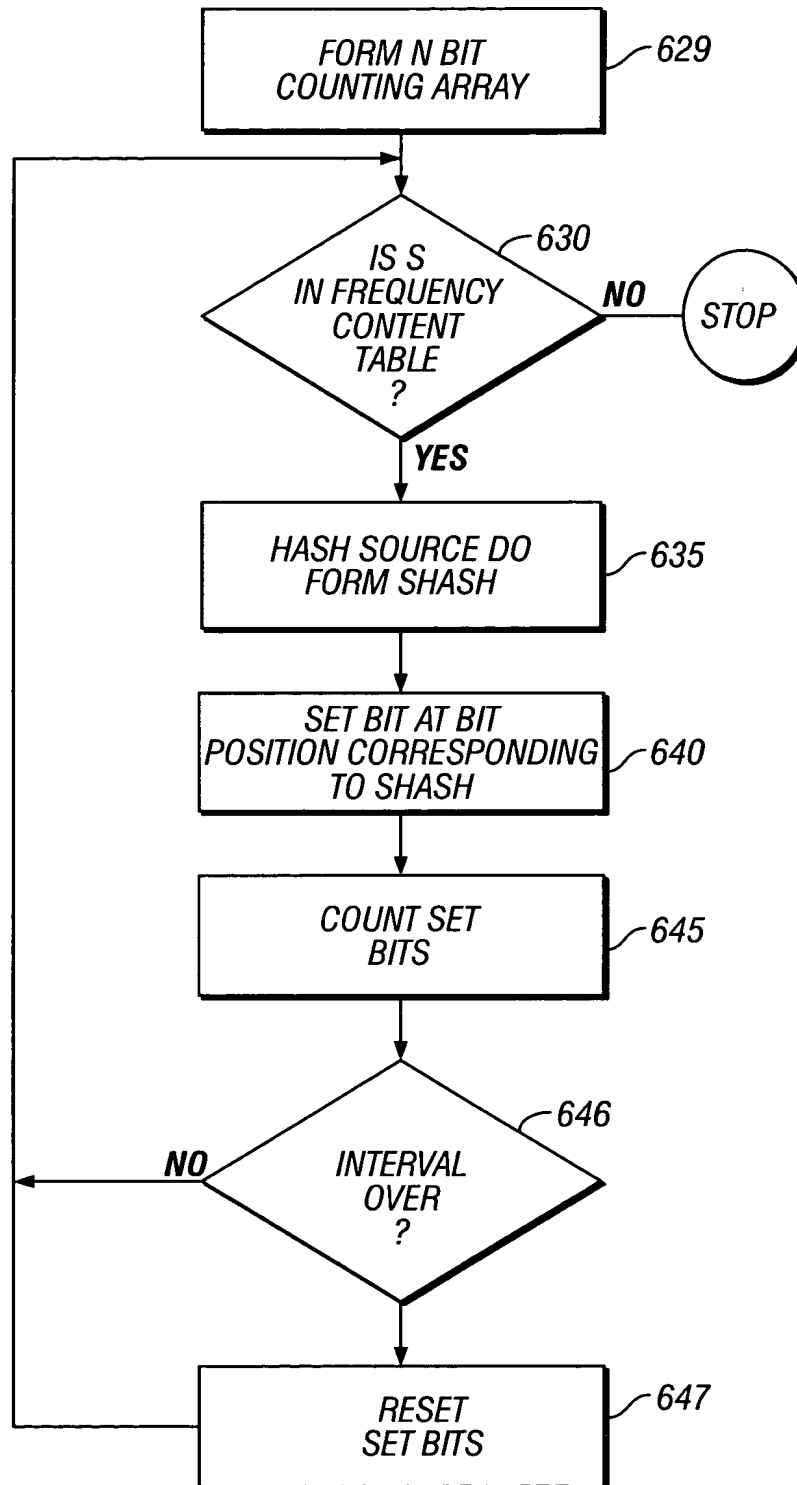 FORM N BIT
COUNTING ARRAY
629
IS S
IN FREQUENCY
CONTENT
TABLE
?
630
NO
STOP
YES
HASH SOURCE DO
FORM SHASH
635
SET BIT AT BIT
POSITION CORRESPONDING
TO SHASH
640
COUNT SET
BITS
645
646
NO
INTERVAL
OVER
?
RESET
SET BITS
647